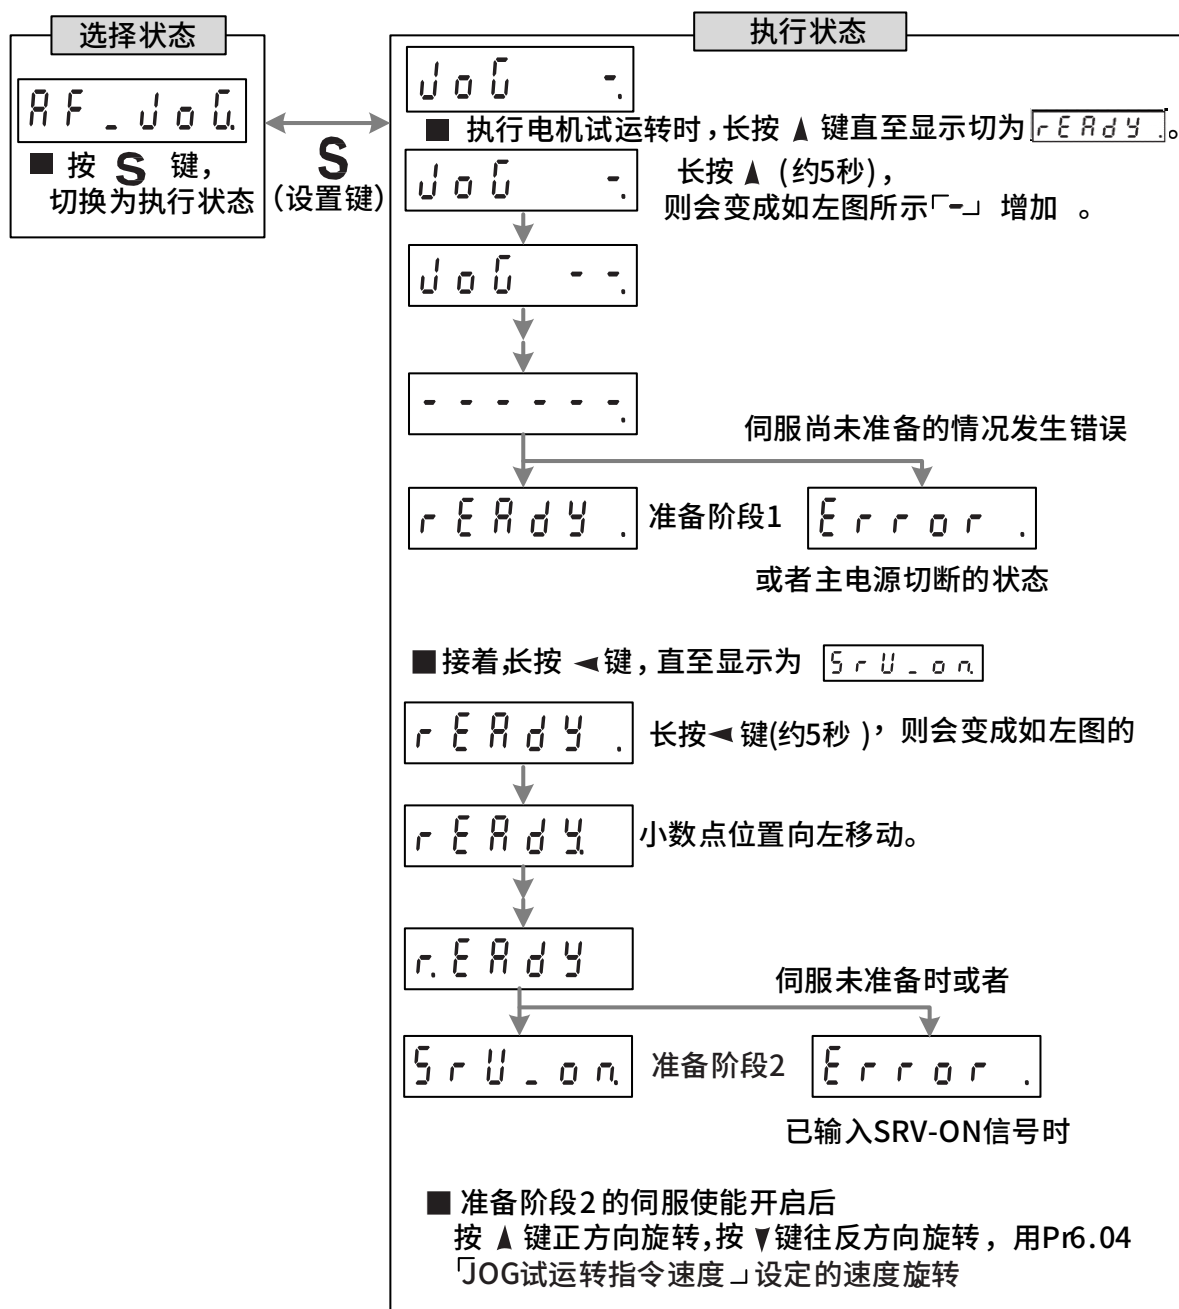 选择状态
AF_JoG.
■ 按 S 键，
切换为执行状态
S
（设置键）
执行状态
JoG -.
■ 执行电机试运转时，长按 ▲ 键直至显示切为 rEAdy .。
JoG -.
长按 ▲ (约5秒)，
则会变成如左图所示「-」 增加 。
JoG - -.
- - - - - -.
伺服尚未准备的情况发生错误
rEAdy .
准备阶段1
Error .
或者主电源切断的状态
■接着,长按 ◄ 键，直至显示为 SrU_on.
rEAdy .
长按◄ 键(约5秒 )，则会变成如左图的
rEAdy.
小数点位置向左移动。
r.EAdy
伺服未准备时或者
SrU_on.
准备阶段2
Error .
已输入SRV-ON信号时
■ 准备阶段2的伺服使能开启后
按 ▲ 键正方向旋转，按 ▼键往反方向旋转，用Pr6.04
「JOG试运转指令速度」设定的速度旋转。